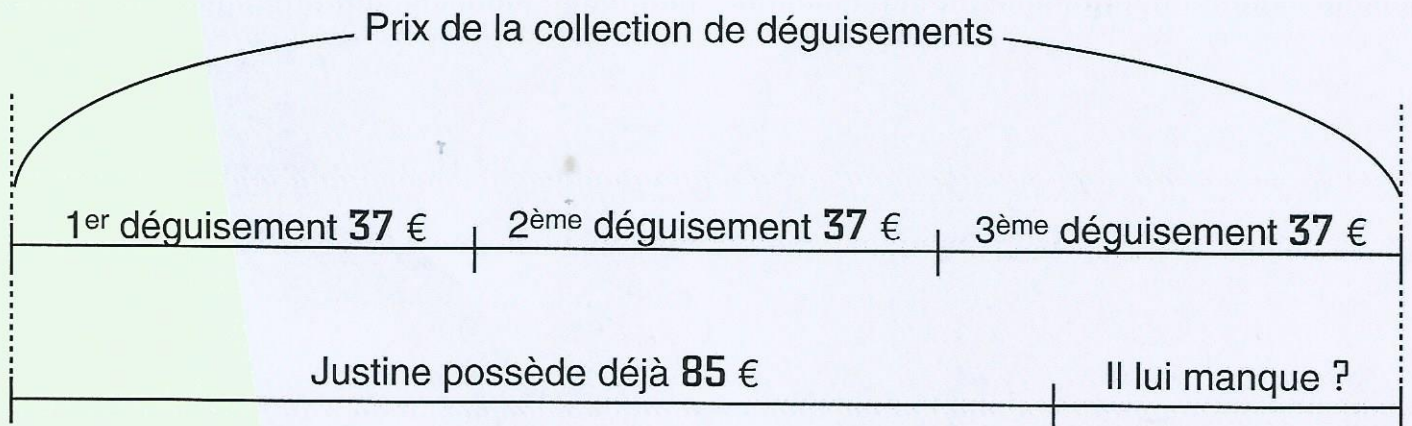 Prix de la collection de déguisements
1er déguisement 37 € 2ème déguisement 37 € 3ème déguisement 37 €
Justine possède déjà 85 € Il lui manque ?